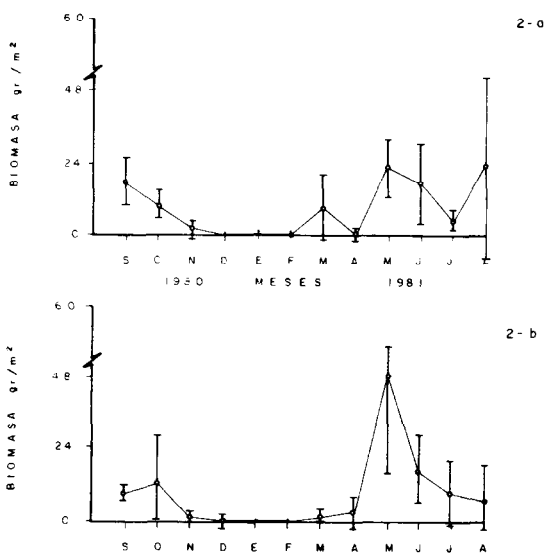 2-a
BIOMASA gr/m²
60
48
24
0
S O N D E F M A M J J A
1980 MESES 1981
2-b
BIOMASA gr/m²
60
48
24
0
S O N D E F M A M J J A